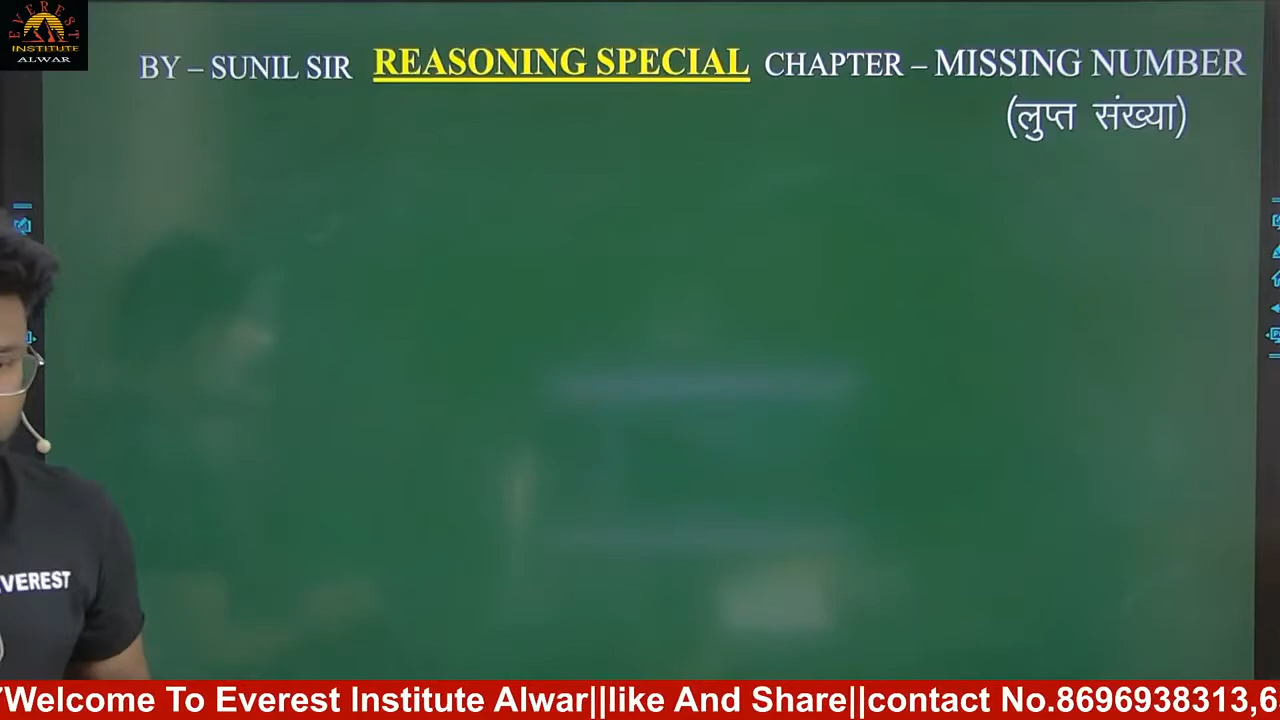 EVEREST
INSTITUTE
ALWAR
BY – SUNIL SIR REASONING SPECIAL CHAPTER – MISSING NUMBER
(लुप्त संख्या)
EVEREST
Welcome To Everest Institute Alwar||like And Share||contact No.8696938313,6